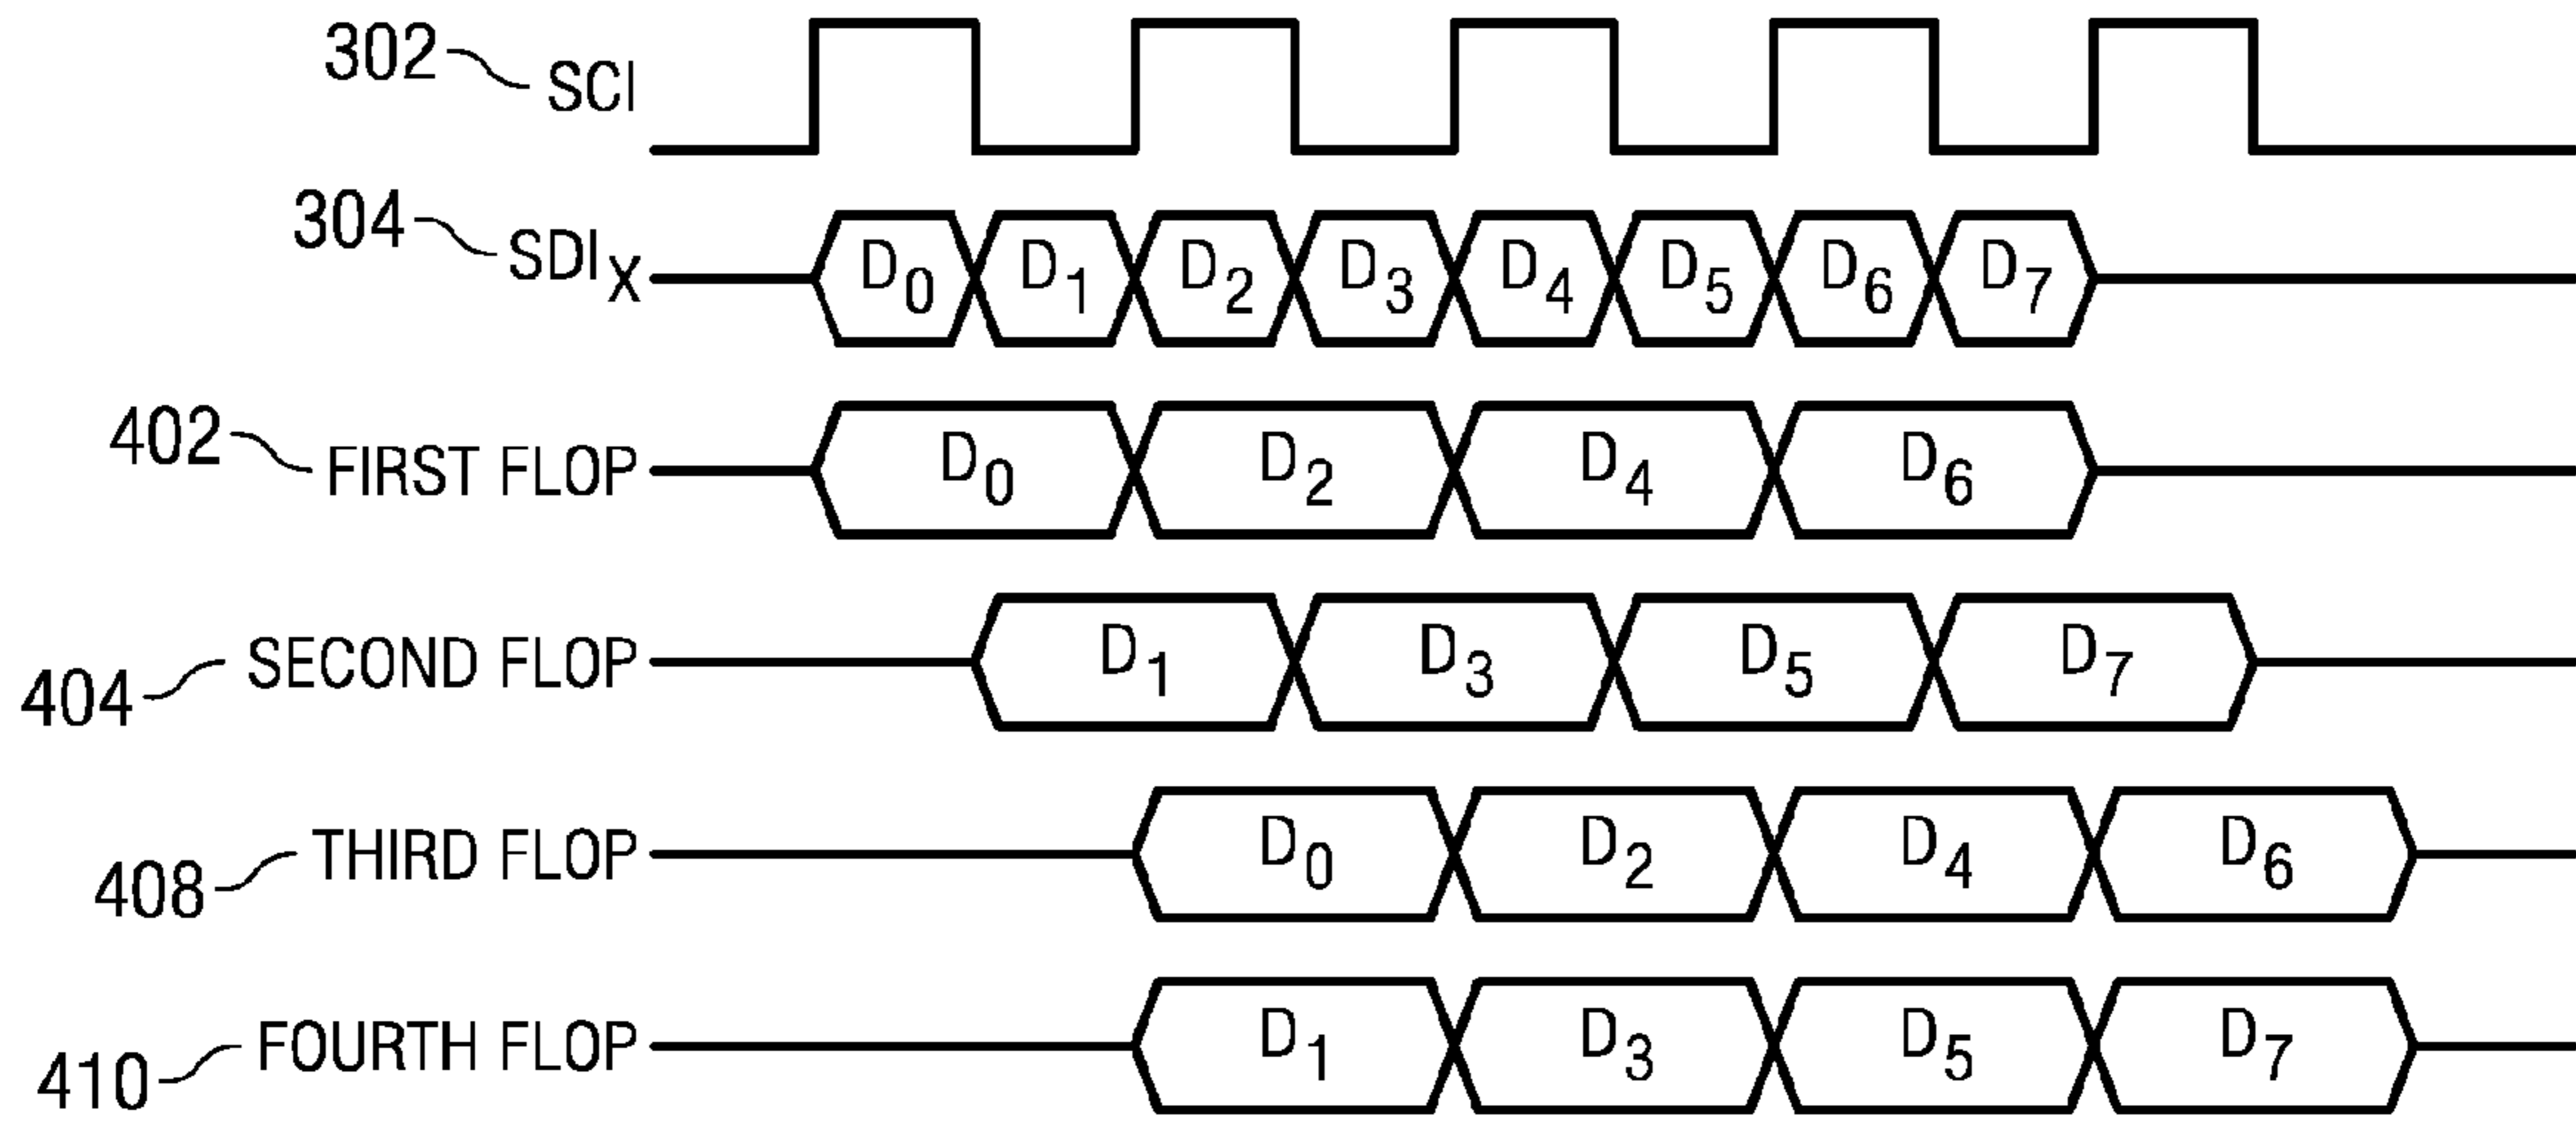 302 SCI
304 SDIX D0 D1 D2 D3 D4 D5 D6 D7
402 FIRST FLOP D0 D2 D4 D6
404 SECOND FLOP D1 D3 D5 D7
408 THIRD FLOP D0 D2 D4 D6
410 FOURTH FLOP D1 D3 D5 D7